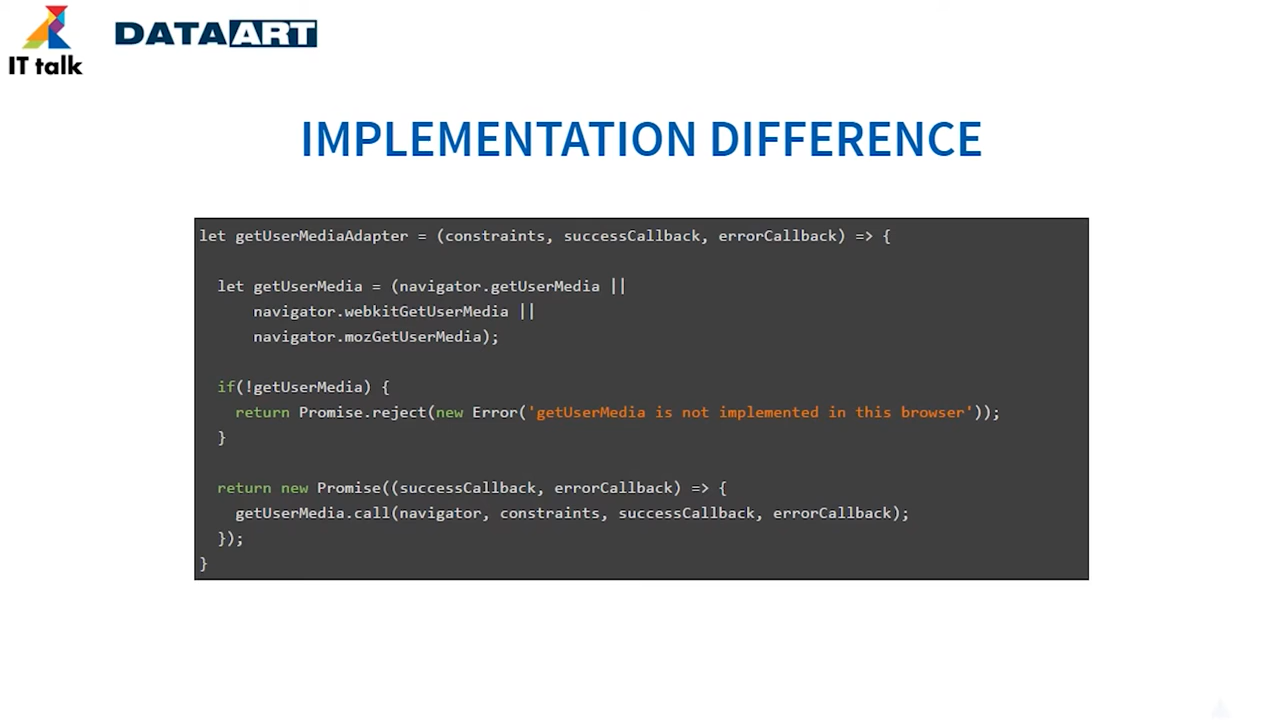 IT talk
DATAART
IMPLEMENTATION DIFFERENCE
let getUserMediaAdapter = (constraints, successCallback, errorCallback) => {
  let getUserMedia = (navigator.getUserMedia ||
      navigator.webkitGetUserMedia ||
      navigator.mozGetUserMedia);
  if(!getUserMedia) {
    return Promise.reject(new Error('getUserMedia is not implemented in this browser'));
  }
  return new Promise((successCallback, errorCallback) => {
    getUserMedia.call(navigator, constraints, successCallback, errorCallback);
  });
}